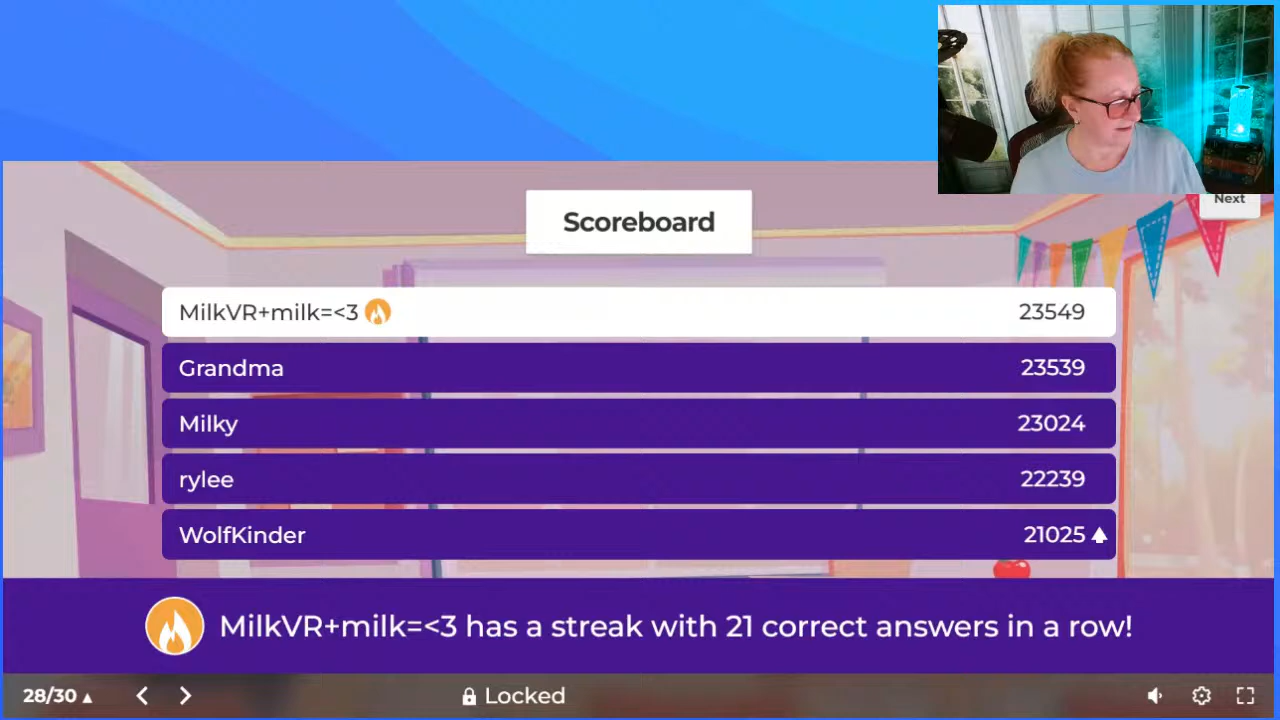 Next
Scoreboard
MilkVR+milk=<3 23549
Grandma 23539
Milky 23024
rylee 22239
WolfKinder 21025
MilkVR+milk=<3 has a streak with 21 correct answers in a row!
28/30 Locked